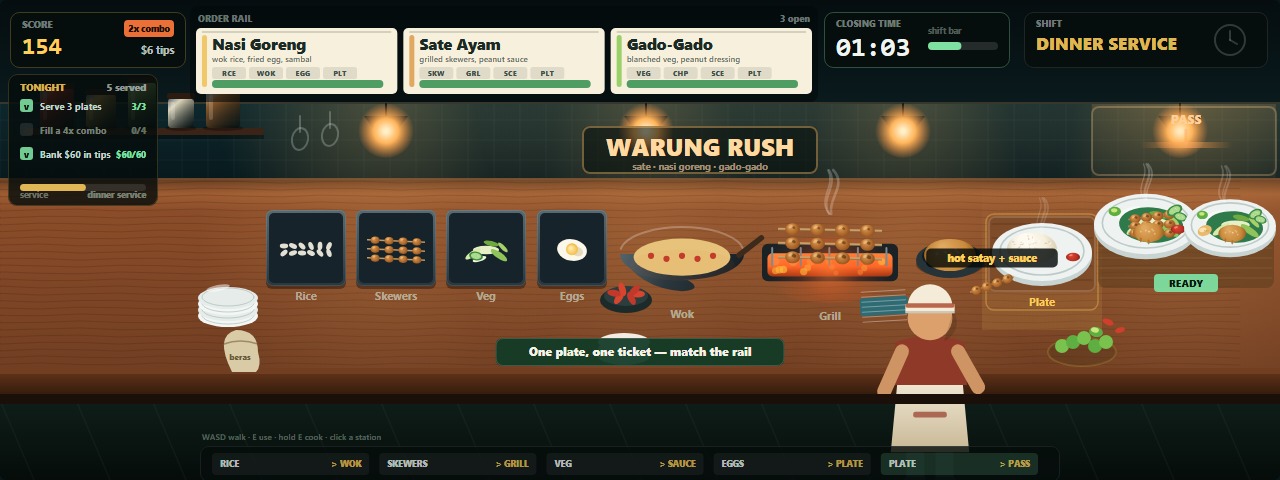 SCORE
2x combo
154
$6 tips
ORDER RAIL
3 open
Nasi Goreng
wok rice, fried egg, sambal
RCE WOK EGG PLT
Sate Ayam
grilled skewers, peanut sauce
SKW GRL SCE PLT
Gado-Gado
blanched veg, peanut dressing
VEG CHP SCE PLT
CLOSING TIME
shift bar
01:03
SHIFT
DINNER SERVICE
TONIGHT 5 served
v Serve 3 plates 3/3
Fill a 4x combo 0/4
v Bank $60 in tips $60/60
service dinner service
WARUNG RUSH
sate · nasi goreng · gado-gado
PASS
hot satay + sauce
READY
Rice
Skewers
Veg
Eggs
Wok
Grill
Plate
beras
One plate, one ticket — match the rail
WASD walk · E use · hold E cook · click a station
RICE > WOK
SKEWERS > GRILL
VEG > SAUCE
EGGS > PLATE
PLATE > PASS